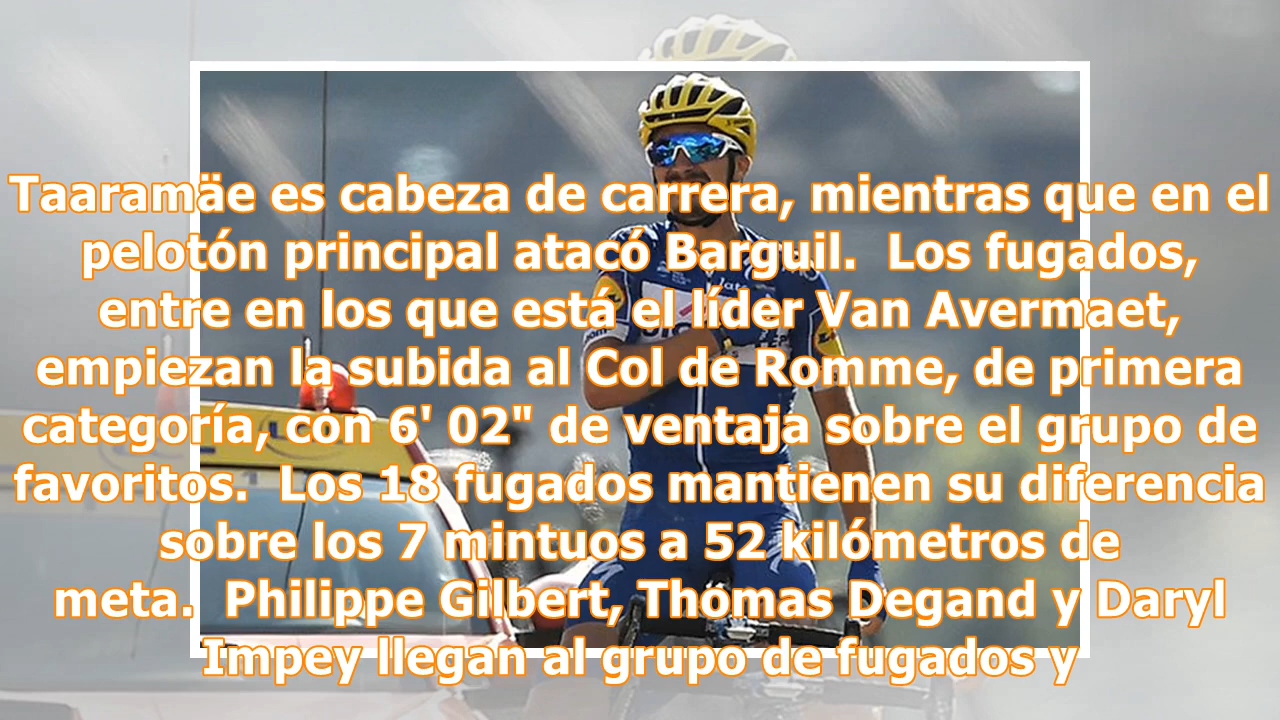 Taaramäe es cabeza de carrera, mientras que en el
pelotón principal atacó Barguil.  Los fugados,
entre en los que está el líder Van Avermaet,
empiezan la subida al Col de Romme, de primera
categoría, con 6' 02" de ventaja sobre el grupo de
favoritos.  Los 18 fugados mantienen su diferencia
sobre los 7 mintuos a 52 kilómetros de
meta.  Philippe Gilbert, Thomas Degand y Daryl
Impey llegan al grupo de fugados y